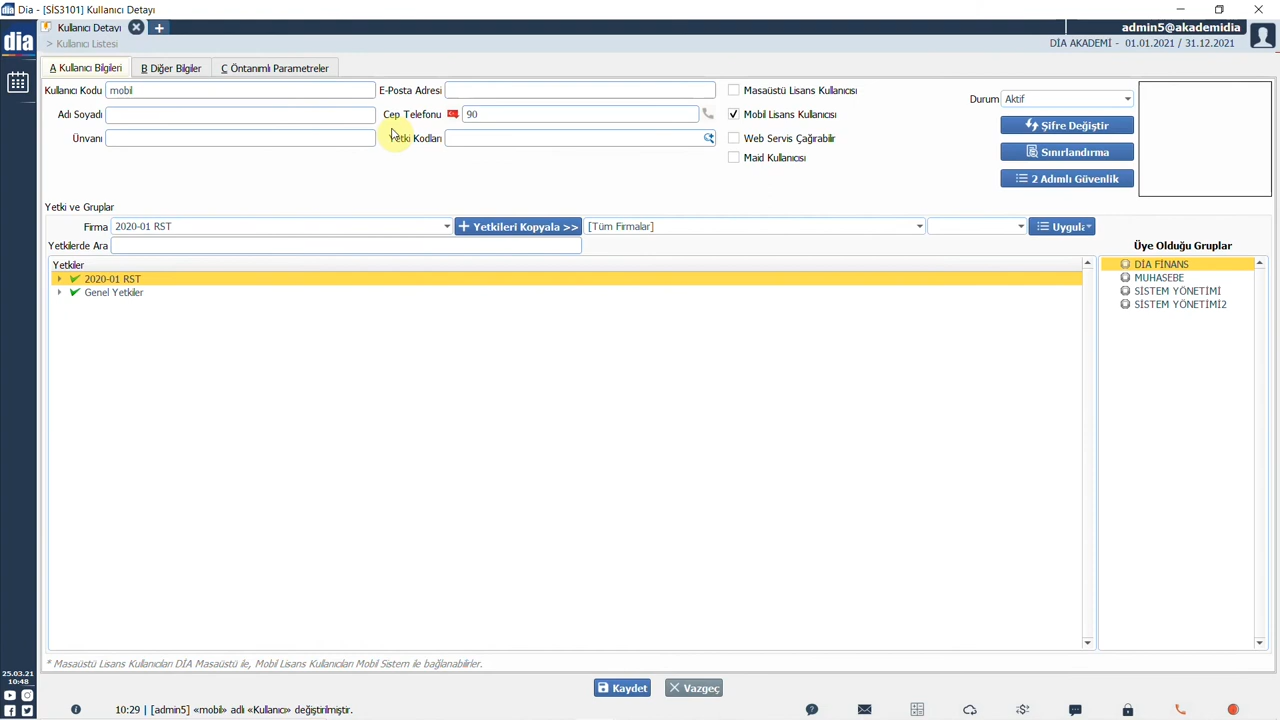 Dia - [SİS3101] Kullanıcı Detayı
dia
Kullanıcı Detayı
admin5@akademidia
> Kullanıcı Listesi
DİA AKADEMİ - 01.01.2021 / 31.12.2021
A Kullanıcı Bilgileri
B Diğer Bilgiler
C Öntanımlı Parametreler
Kullanıcı Kodu mobil
E-Posta Adresi
Masaüstü Lisans Kullanıcısı
Durum Aktif
Adı Soyadı
Cep Telefonu 90
Mobil Lisans Kullanıcısı
Şifre Değiştir
Ünvanı
Yetki Kodları
Web Servis Çağırabilir
Sınırlandırma
Maid Kullanıcısı
2 Adımlı Güvenlik
Yetki ve Gruplar
Firma 2020-01 RST
+ Yetkileri Kopyala >>
[Tüm Firmalar]
Uygula
Yetkilerde Ara
Üye Olduğu Gruplar
Yetkiler
2020-01 RST
Genel Yetkiler
DİA FİNANS
MUHASEBE
SİSTEM YÖNETİMİ
SİSTEM YÖNETİMİ2
* Masaüstü Lisans Kullanıcıları DİA Masaüstü ile, Mobil Lisans Kullanıcıları Mobil Sistem ile bağlanabilirler.
25.03.21
10:48
Kaydet
Vazgeç
10:29 | [admin5] «mobil» adlı «Kullanıcı» değiştirilmiştir.